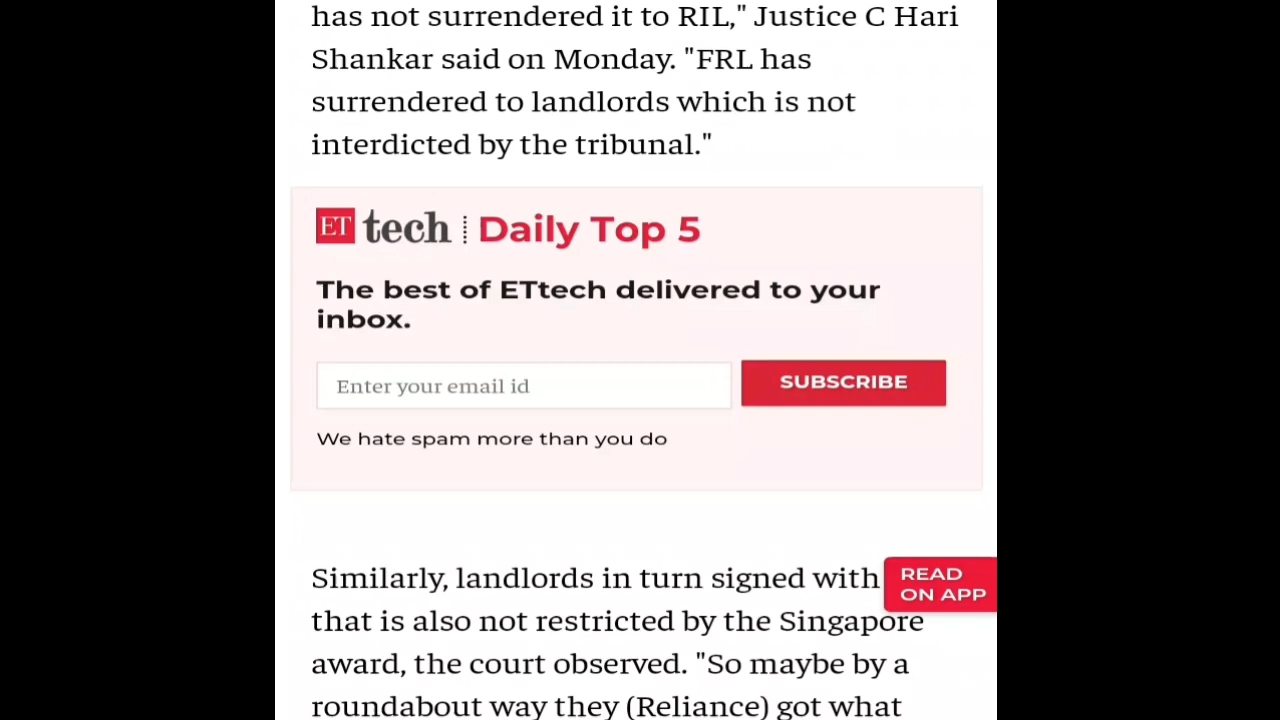 has not surrendered it to RIL," Justice C Hari
Shankar said on Monday. "FRL has
surrendered to landlords which is not
interdicted by the tribunal."
ET tech Daily Top 5
The best of ETtech delivered to your
inbox.
Enter your email id
SUBSCRIBE
We hate spam more than you do
Similarly, landlords in turn signed with
READ
ON APP
that is also not restricted by the Singapore
award, the court observed. "So maybe by a
roundabout way they (Reliance) got what